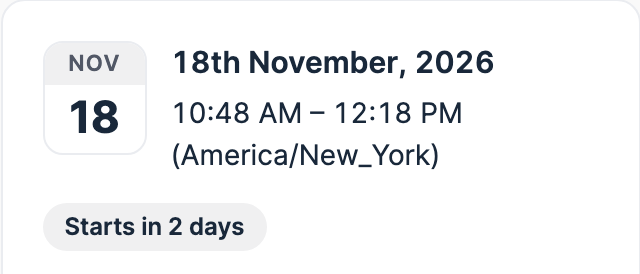 NOV
18
18th November, 2026
10:48 AM – 12:18 PM
(America/New_York)
Starts in 2 days